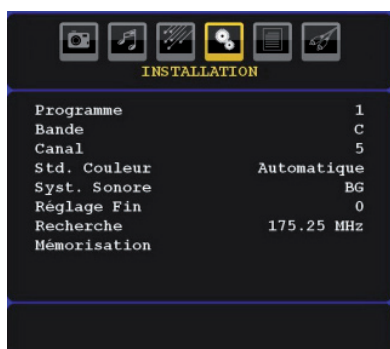 INSTALLATION
Programme 1
Bande C
Canal 5
Std. Couleur Automatique
Syst. Sonore BG
Réglage Fin 0
Recherche 175.25 MHz
Mémorisation